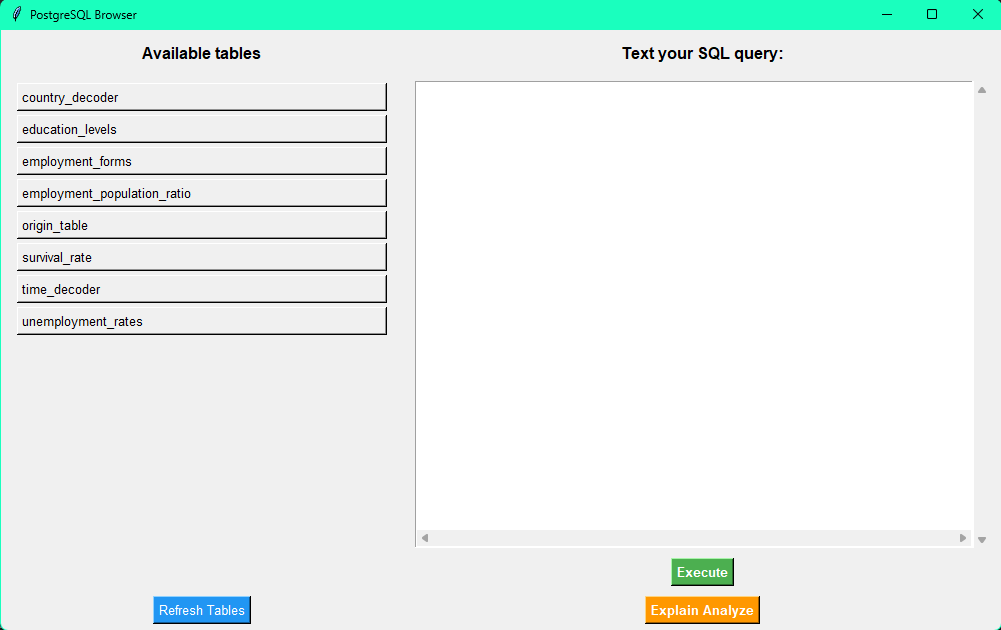 PostgreSQL Browser
Available tables
country_decoder
education_levels
employment_forms
employment_population_ratio
origin_table
survival_rate
time_decoder
unemployment_rates
Refresh Tables
Text your SQL query:
Execute
Explain Analyze